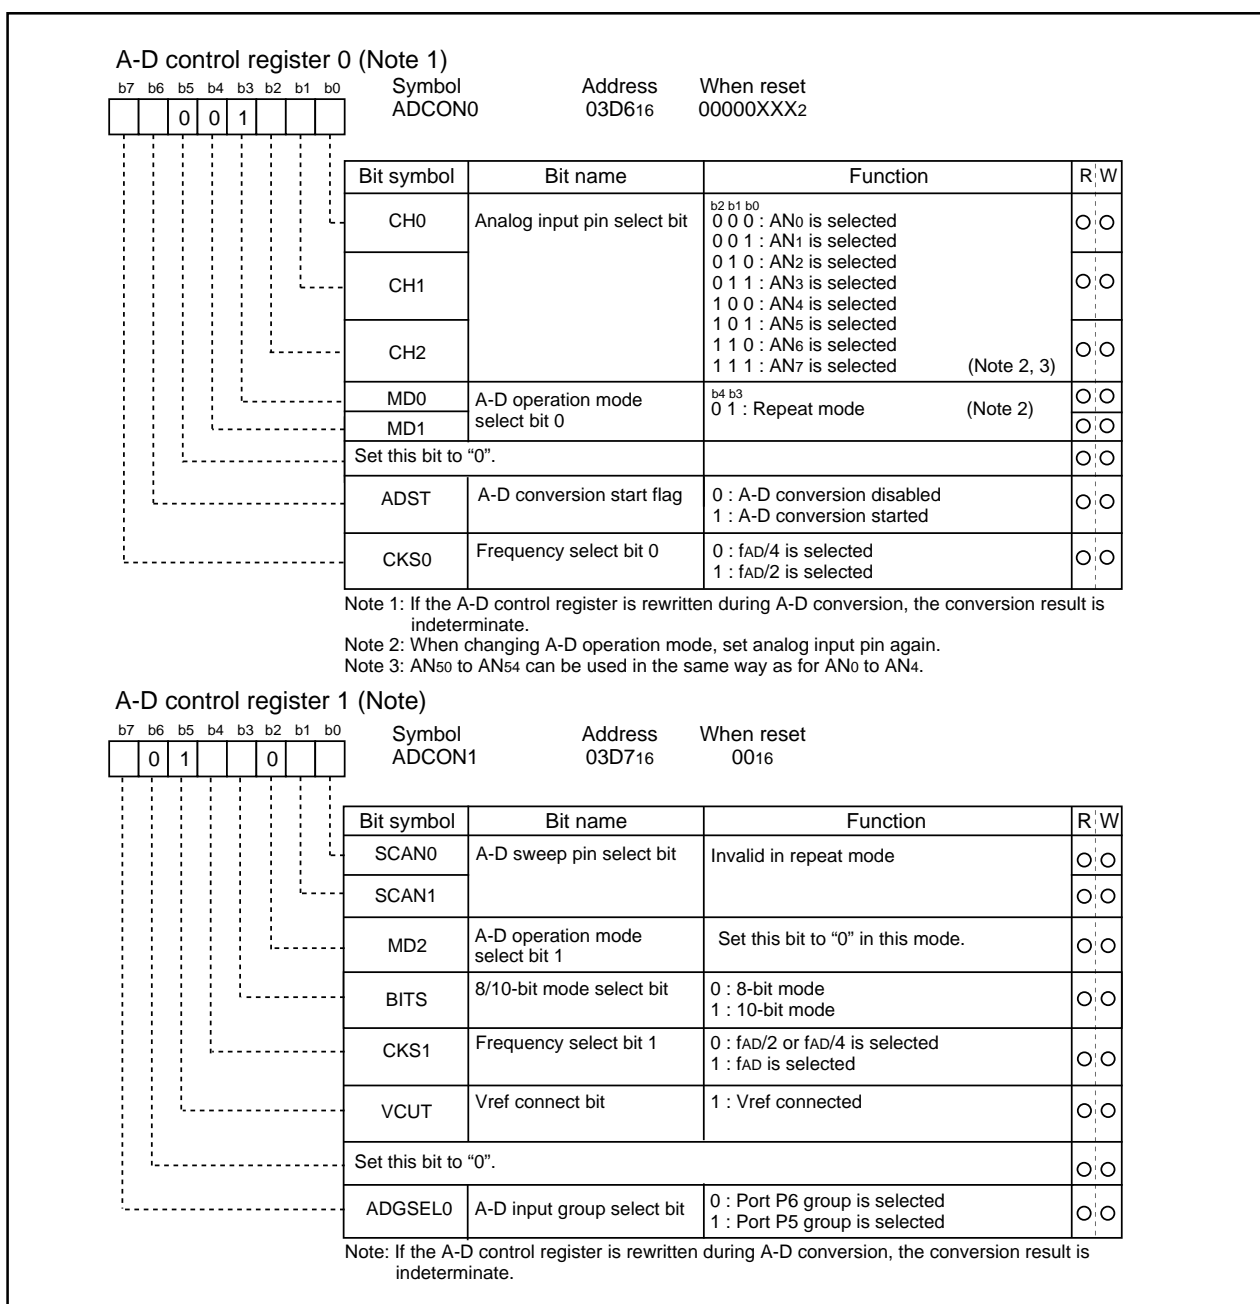 A-D control register 0 (Note 1)
b7 b6 b5 b4 b3 b2 b1 b0
0 0 1
Symbol Address When reset
ADCON0 03D616 00000XXX2
Bit symbol Bit name Function R W
CH0 Analog input pin select bit
b2 b1 b0
0 0 0 : AN0 is selected
0 0 1 : AN1 is selected
0 1 0 : AN2 is selected
CH1
0 1 1 : AN3 is selected
1 0 0 : AN4 is selected
1 0 1 : AN5 is selected
CH2
1 1 0 : AN6 is selected
1 1 1 : AN7 is selected (Note 2, 3)
MD0 A-D operation mode
select bit 0
b4 b3
0 1 : Repeat mode (Note 2)
MD1
Set this bit to “0”.
ADST A-D conversion start flag 0 : A-D conversion disabled
1 : A-D conversion started
CKS0 Frequency select bit 0 0 : fAD/4 is selected
1 : fAD/2 is selected
Note 1: If the A-D control register is rewritten during A-D conversion, the conversion result is
indeterminate.
Note 2: When changing A-D operation mode, set analog input pin again.
Note 3: AN50 to AN54 can be used in the same way as for AN0 to AN4.
A-D control register 1 (Note)
b7 b6 b5 b4 b3 b2 b1 b0
0 1 0
Symbol Address When reset
ADCON1 03D716 0016
Bit symbol Bit name Function R W
SCAN0 A-D sweep pin select bit Invalid in repeat mode
SCAN1
MD2 A-D operation mode
select bit 1
Set this bit to “0” in this mode.
BITS 8/10-bit mode select bit 0 : 8-bit mode
1 : 10-bit mode
CKS1 Frequency select bit 1 0 : fAD/2 or fAD/4 is selected
1 : fAD is selected
VCUT Vref connect bit 1 : Vref connected
Set this bit to “0”.
ADGSEL0 A-D input group select bit 0 : Port P6 group is selected
1 : Port P5 group is selected
Note: If the A-D control register is rewritten during A-D conversion, the conversion result is
indeterminate.